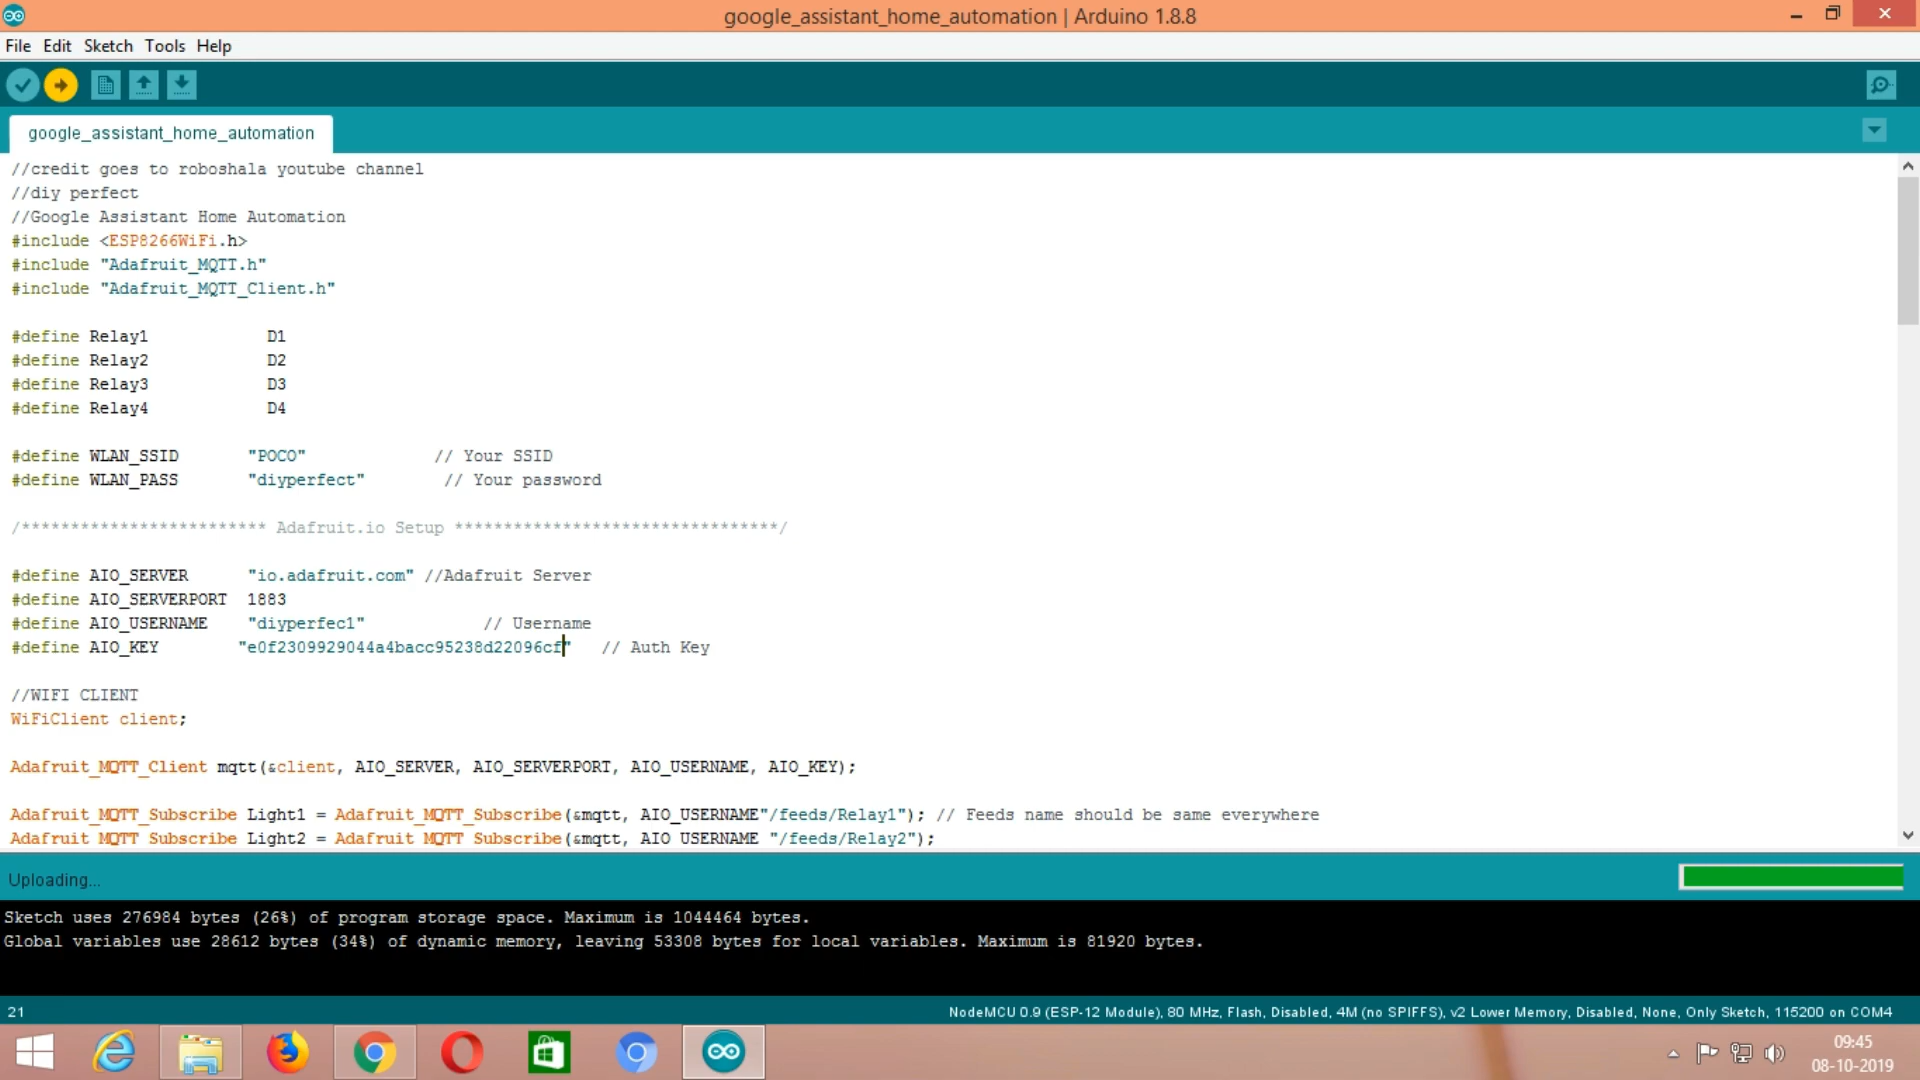 google_assistant_home_automation | Arduino 1.8.8
File Edit Sketch Tools Help
google_assistant_home_automation
//credit goes to roboshala youtube channel
//diy perfect
//Google Assistant Home Automation
#include <ESP8266WiFi.h>
#include "Adafruit_MQTT.h"
#include "Adafruit_MQTT_Client.h"
#define Relay1 D1
#define Relay2 D2
#define Relay3 D3
#define Relay4 D4
#define WLAN_SSID "POCO" // Your SSID
#define WLAN_PASS "diyperfect" // Your password
/************************* Adafruit.io Setup *********************************/
#define AIO_SERVER "io.adafruit.com" //Adafruit Server
#define AIO_SERVERPORT 1883
#define AIO_USERNAME "diyperfec1" // Username
#define AIO_KEY "e0f2309929044a4bacc95238d22096cf" // Auth Key
//WIFI CLIENT
WiFiClient client;
Adafruit_MQTT_Client mqtt(&client, AIO_SERVER, AIO_SERVERPORT, AIO_USERNAME, AIO_KEY);
Adafruit_MQTT_Subscribe Light1 = Adafruit_MQTT_Subscribe(&mqtt, AIO_USERNAME"/feeds/Relay1"); // Feeds name should be same everywhere
Adafruit_MQTT_Subscribe Light2 = Adafruit_MQTT_Subscribe(&mqtt, AIO_USERNAME "/feeds/Relay2");
Uploading...
Sketch uses 276984 bytes (26%) of program storage space. Maximum is 1044464 bytes.
Global variables use 28612 bytes (34%) of dynamic memory, leaving 53308 bytes for local variables. Maximum is 81920 bytes.
21
NodeMCU 0.9 (ESP-12 Module), 80 MHz, Flash, Disabled, 4M (no SPIFFS), v2 Lower Memory, Disabled, None, Only Sketch, 115200 on COM4
09:45
08-10-2019